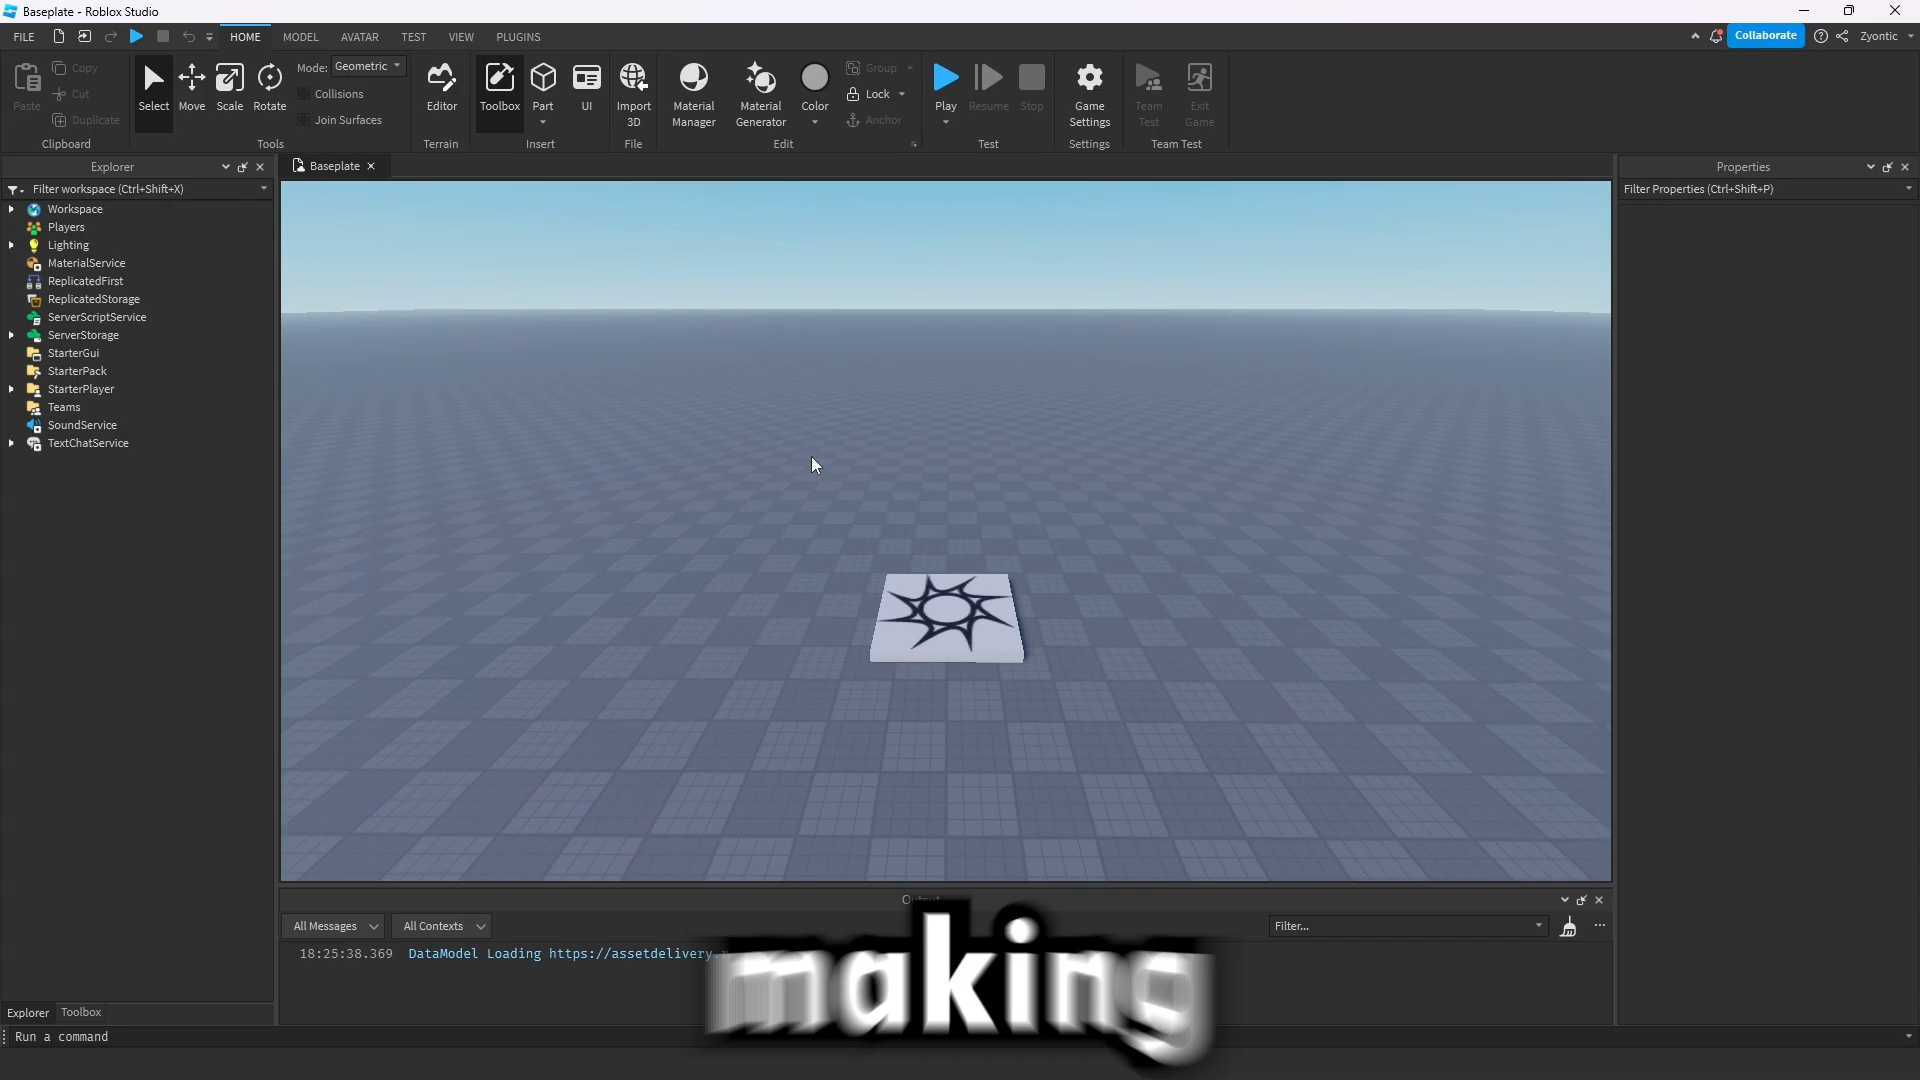 Baseplate - Roblox Studio
FILE HOME MODEL AVATAR TEST VIEW PLUGINS Collaborate Zyontic
Paste Copy Cut Duplicate
Clipboard
Select Move Scale Rotate
Mode: Geometric
Collisions
Join Surfaces
Tools
Editor
Terrain
Toolbox Part UI
Insert
Import 3D
File
Material Manager
Material Generator
Color
Group
Lock
Anchor
Edit
Play Resume Stop
Test
Game Settings
Settings
Team Test
Exit Game
Team Test
Explorer
Filter workspace (Ctrl+Shift+X)
Workspace
Players
Lighting
MaterialService
ReplicatedFirst
ReplicatedStorage
ServerScriptService
ServerStorage
StarterGui
StarterPack
StarterPlayer
Teams
SoundService
TextChatService
Explorer Toolbox
Baseplate
Properties
Filter Properties (Ctrl+Shift+P)
All Messages All Contexts Filter...
18:25:38.369 DataModel Loading https://assetdelivery.
making
Run a command